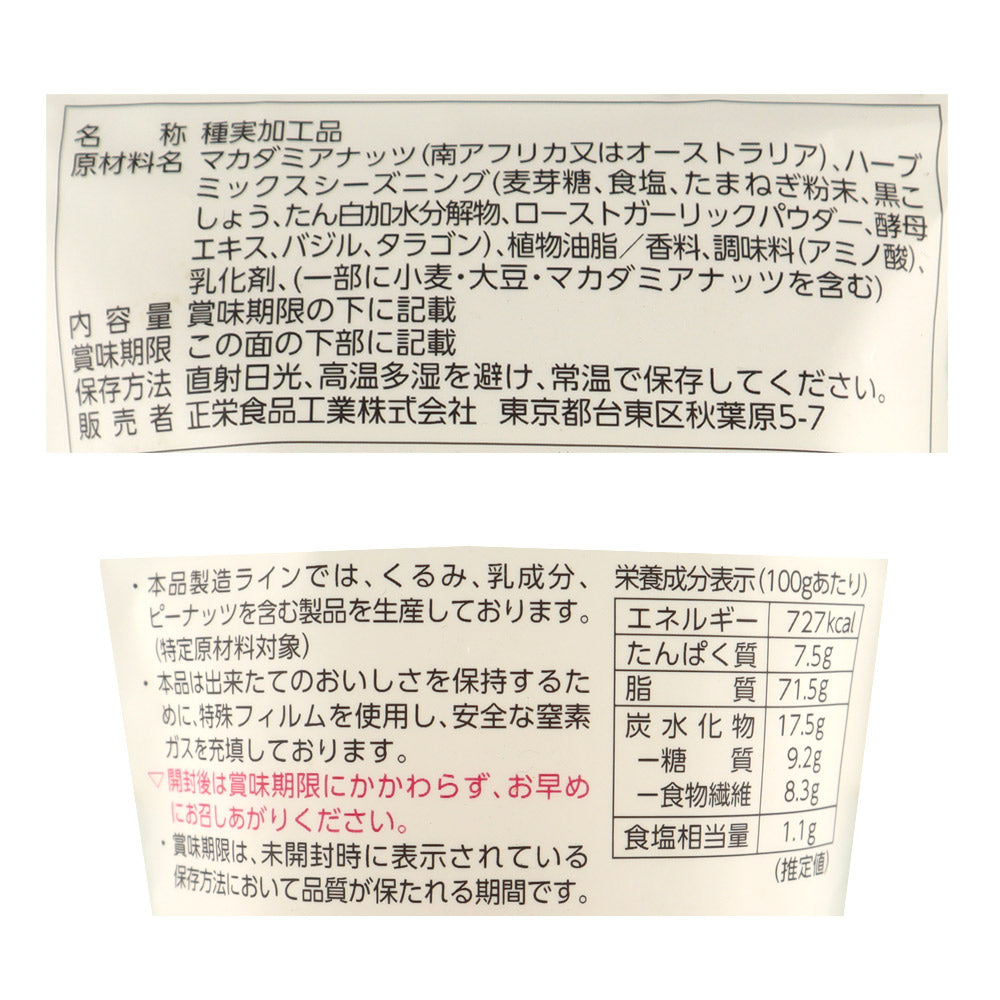 名称 種実加工品
原材料名 マカダミアナッツ(南アフリカ又はオーストラリア)、ハーブ
ミックスシーズニング(麦芽糖、食塩、たまねぎ粉末、黒こ
しょう、たん白加水分解物、ローストガーリックパウダー、酵母
エキス、バジル、タラゴン)、植物油脂/香料、調味料(アミノ酸)、
乳化剤、(一部に小麦・大豆・マカダミアナッツを含む)
内容量 賞味期限の下に記載
賞味期限 この面の下部に記載
保存方法 直射日光、高温多湿を避け、常温で保存してください。
販売者 正栄食品工業株式会社 東京都台東区秋葉原5-7
・本品製造ラインでは、くるみ、乳成分、
ピーナッツを含む製品を生産しております。
(特定原材料対象)
・本品は出来たてのおいしさを保持するた
めに、特殊フィルムを使用し、安全な窒素
ガスを充填しております。
▽開封後は賞味期限にかかわらず、お早め
にお召しあがりください。
・賞味期限は、未開封時に表示されている
保存方法において品質が保たれる期間です。
栄養成分表示(100gあたり)
エネルギー 727kcal
たんぱく質 7.5g
脂質 71.5g
炭水化物 17.5g
ー糖質 9.2g
ー食物繊維 8.3g
食塩相当量 1.1g
(推定値)